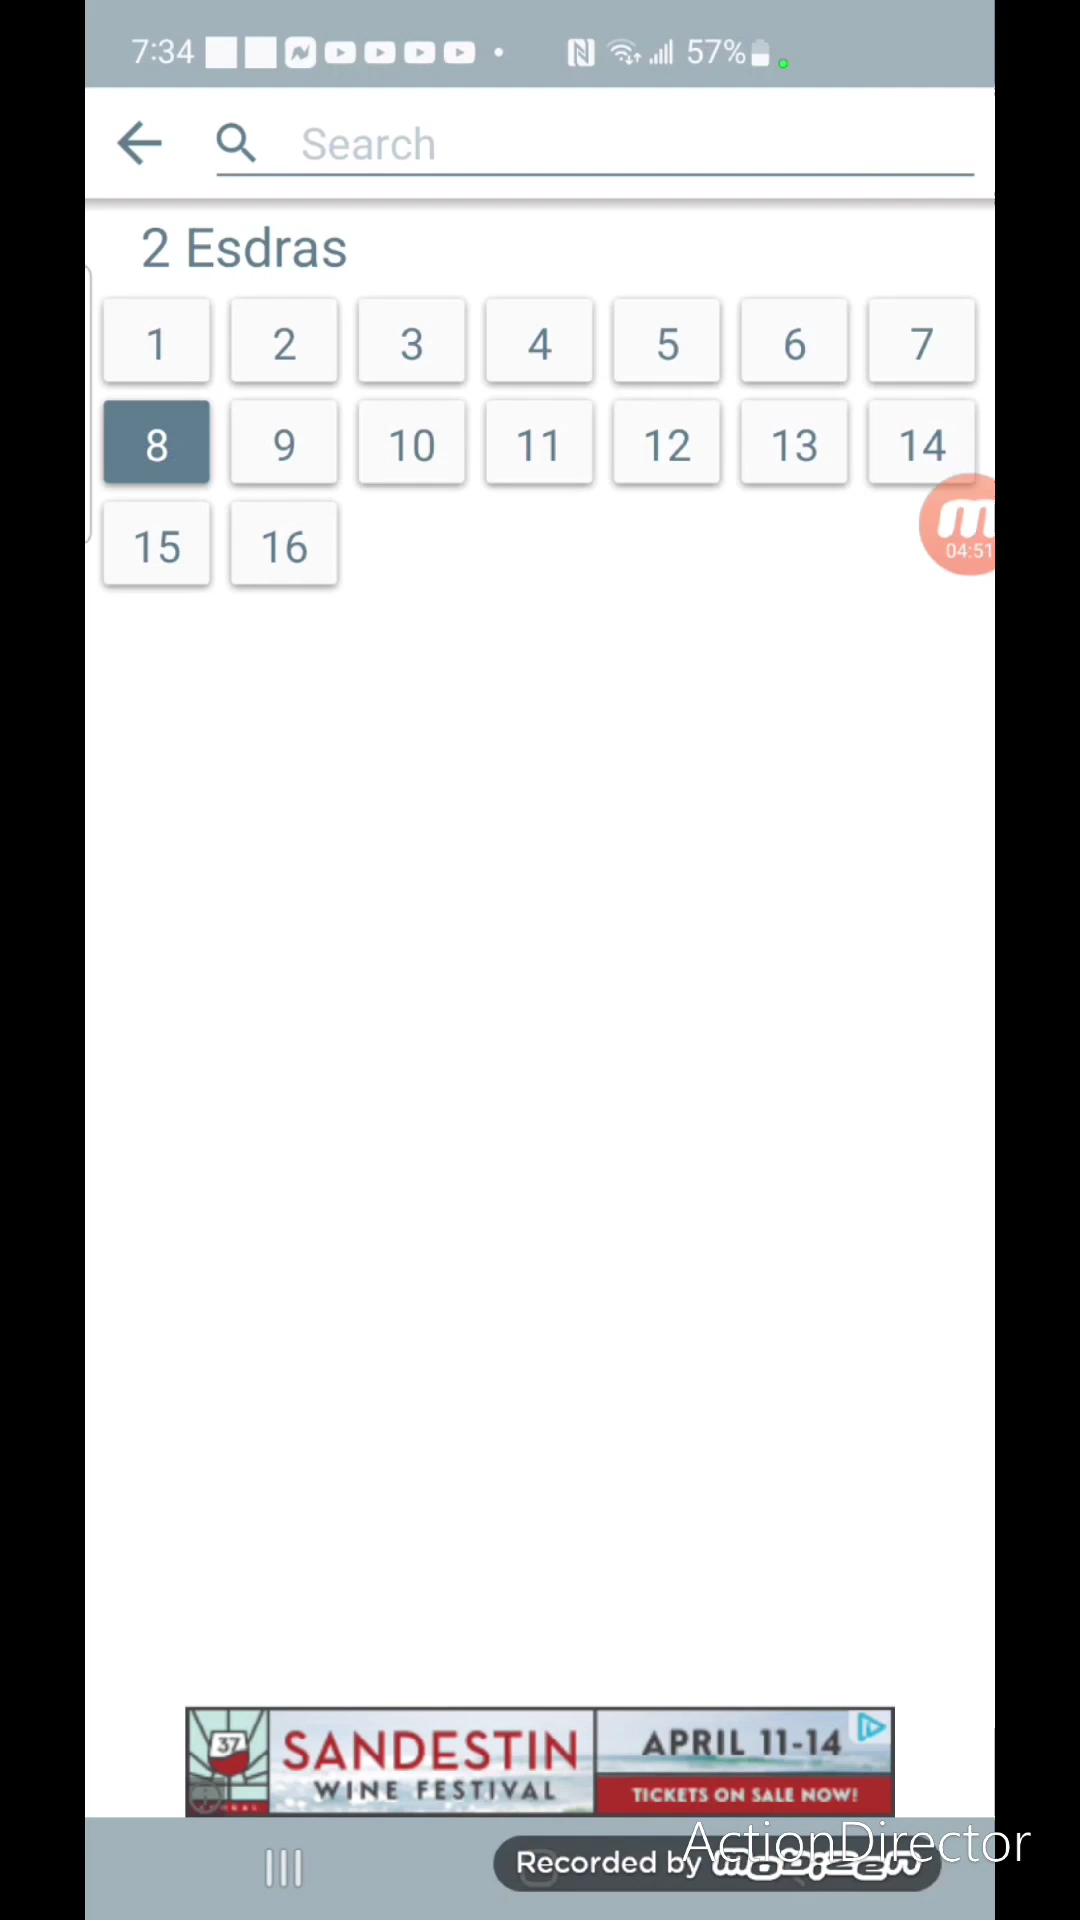 7:34 57%
Search
2 Esdras
1 2 3 4 5 6 7
8 9 10 11 12 13 14
15 16
04:51
37
SANDESTIN
WINE FESTIVAL
APRIL 11-14
TICKETS ON SALE NOW!
ActionDirector
Recorded by mobizen